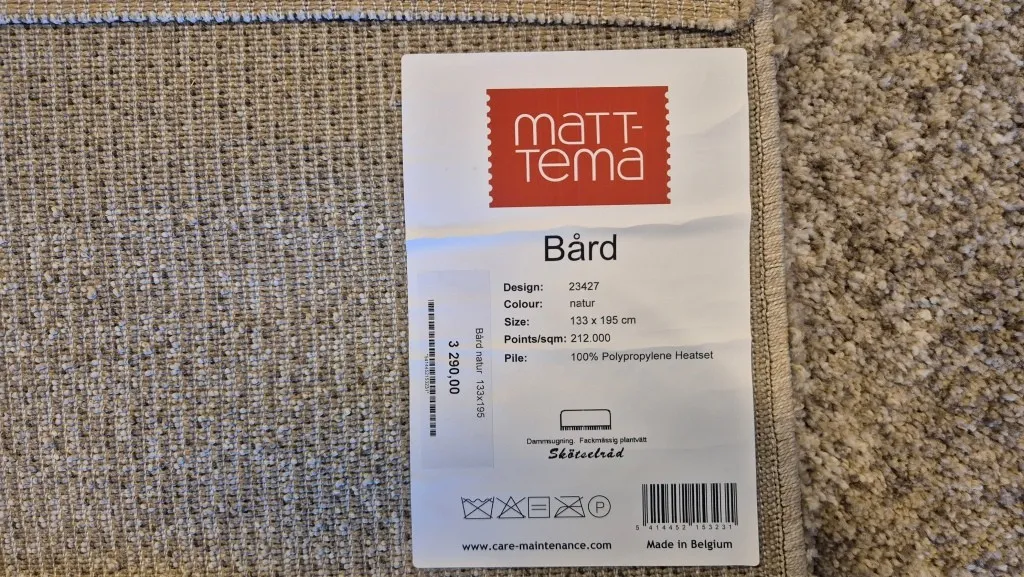 MATT-
TEMA
Bård
Design: 23427
Colour: natur
Size: 133 x 195 cm
Points/sqm: 212.000
Pile: 100% Polypropylene Heatset
Bård natur 133x195
3 290,00
Dammsugning. Fackmässig plantvätt
Skötselråd
P
5 414452 153231
www.care-maintenance.com
Made in Belgium